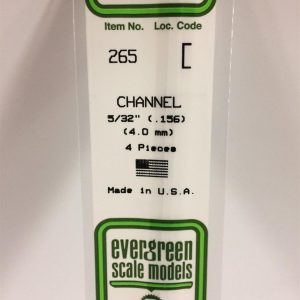 Item No. Loc. Code
265
CHANNEL
5/32" (.156)
(4.0 mm)
4 Pieces
Made in U.S.A.
evergreen
scale models